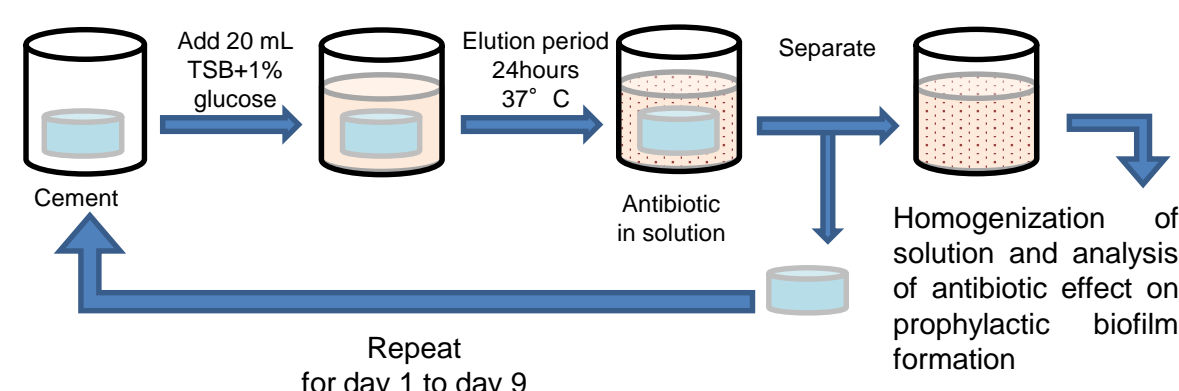 Add 20 mL
TSB+1%
glucose
Elution period
24hours
37° C
Separate
Cement
Antibiotic
in solution
Homogenization of
solution and analysis
of antibiotic effect on
prophylactic biofilm
formation
Repeat
for day 1 to day 9